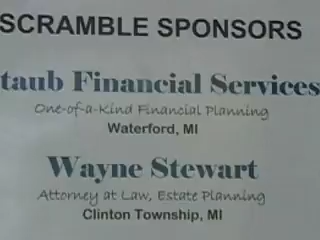 SCRAMBLE SPONSORS
taub Financial Services
One-of-a-Kind Financial Planning
Waterford, MI
Wayne Stewart
Attorney at Law, Estate Planning
Clinton Township, MI